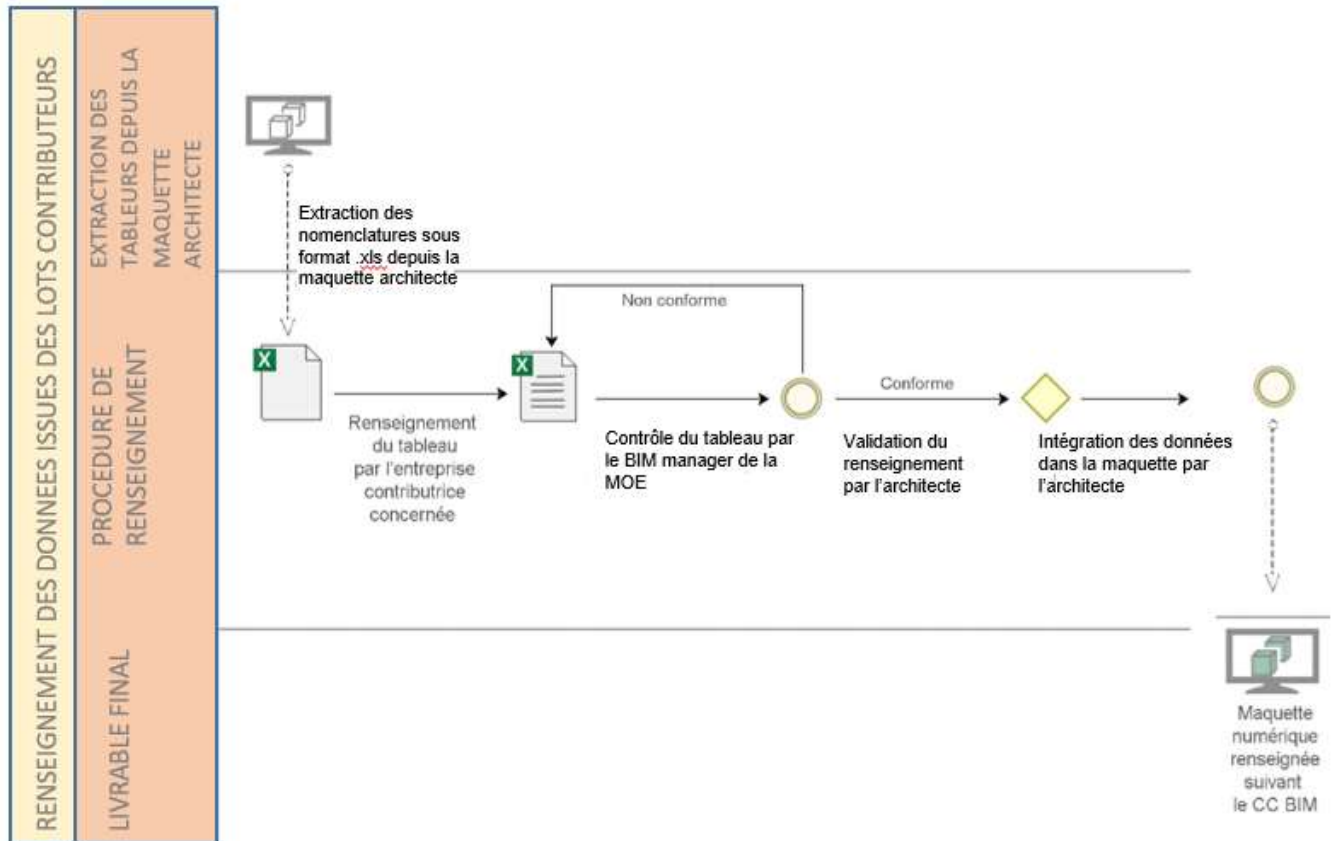 RENSEIGNEMENT DES DONNEES ISSUES DES LOTS CONTRIBUTEURS
EXTRACTION DES
TABLEURS DEPUIS LA
MAQUETTE
ARCHITECTE
Extraction des
nomenclatures sous
format .xls depuis la
maquette architecte
PROCEDURE DE
RENSEIGNEMENT
X
Renseignement
du tableau
par l'entreprise
contributrice
concernée
X
Non conforme
Contrôle du tableau par
le BIM manager de la
MOE
Conforme
Validation du
renseignement
par l'architecte
Intégration des données
dans la maquette par
l'architecte
LIVRABLE FINAL
Maquette
numérique
renseignée
suivant
le CC BIM